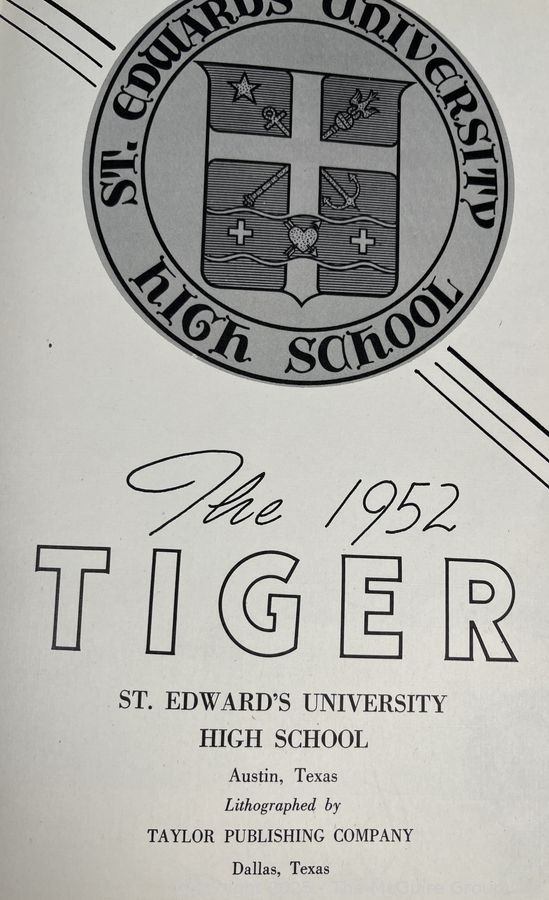 ST. EDWARD'S UNIVERSITY
HIGH SCHOOL
The 1952
TIGER
ST. EDWARD'S UNIVERSITY
HIGH SCHOOL
Austin, Texas
Lithographed by
TAYLOR PUBLISHING COMPANY
Dallas, Texas